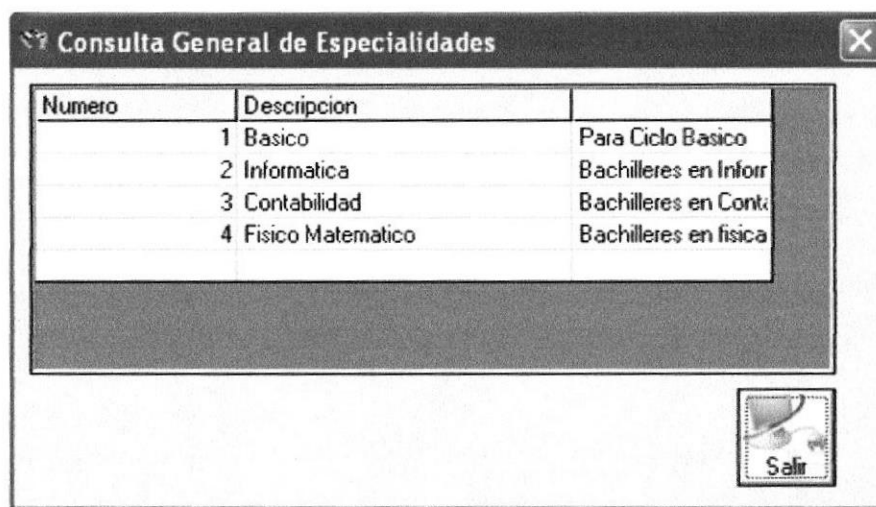 Consulta General de Especialidades
Numero Descripcion
1 Basico Para Ciclo Basico
2 Informatica Bachilleres en Inforr
3 Contabilidad Bachilleres en Conta
4 Fisico Matematico Bachilleres en fisica
Salir